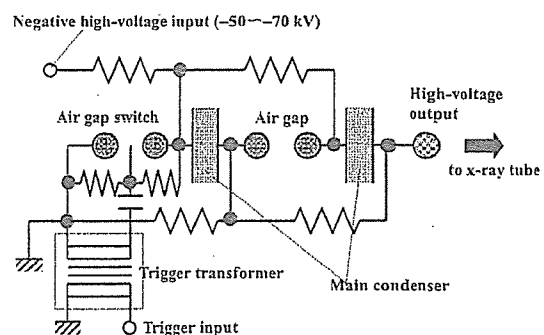 Negative high-voltage input (–50∼–70 kV)
Air gap switch
Air gap
High-voltage
output
to x-ray tube
Trigger transformer
Main condenser
Trigger input